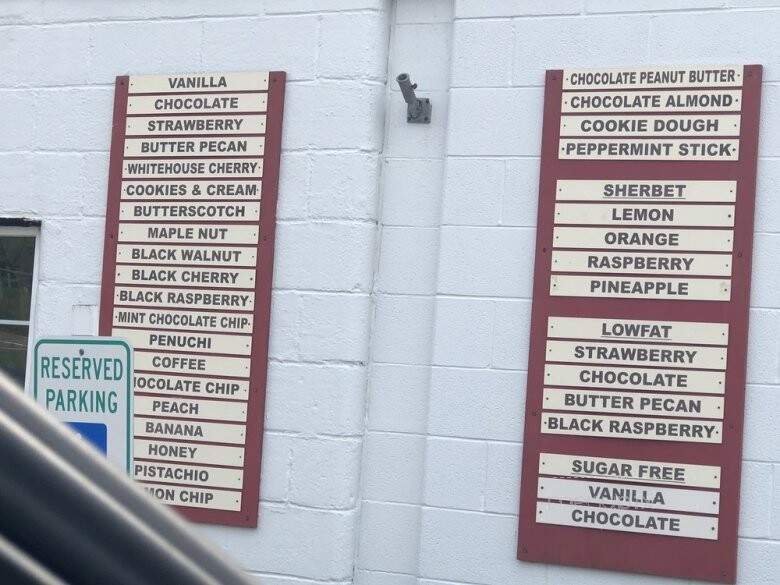 VANILLA
CHOCOLATE
STRAWBERRY
BUTTER PECAN
WHITEHOUSE CHERRY
COOKIES & CREAM
BUTTERSCOTCH
MAPLE NUT
BLACK WALNUT
BLACK CHERRY
BLACK RASPBERRY
MINT CHOCOLATE CHIP
PENUCHI
COFFEE
OCOLATE CHIP
PEACH
BANANA
HONEY
PISTACHIO
MON CHIP
RESERVED
PARKING
CHOCOLATE PEANUT BUTTER
CHOCOLATE ALMOND
COOKIE DOUGH
PEPPERMINT STICK
SHERBET
LEMON
ORANGE
RASPBERRY
PINEAPPLE
LOWFAT
STRAWBERRY
CHOCOLATE
BUTTER PECAN
BLACK RASPBERRY
SUGAR FREE
VANILLA
CHOCOLATE